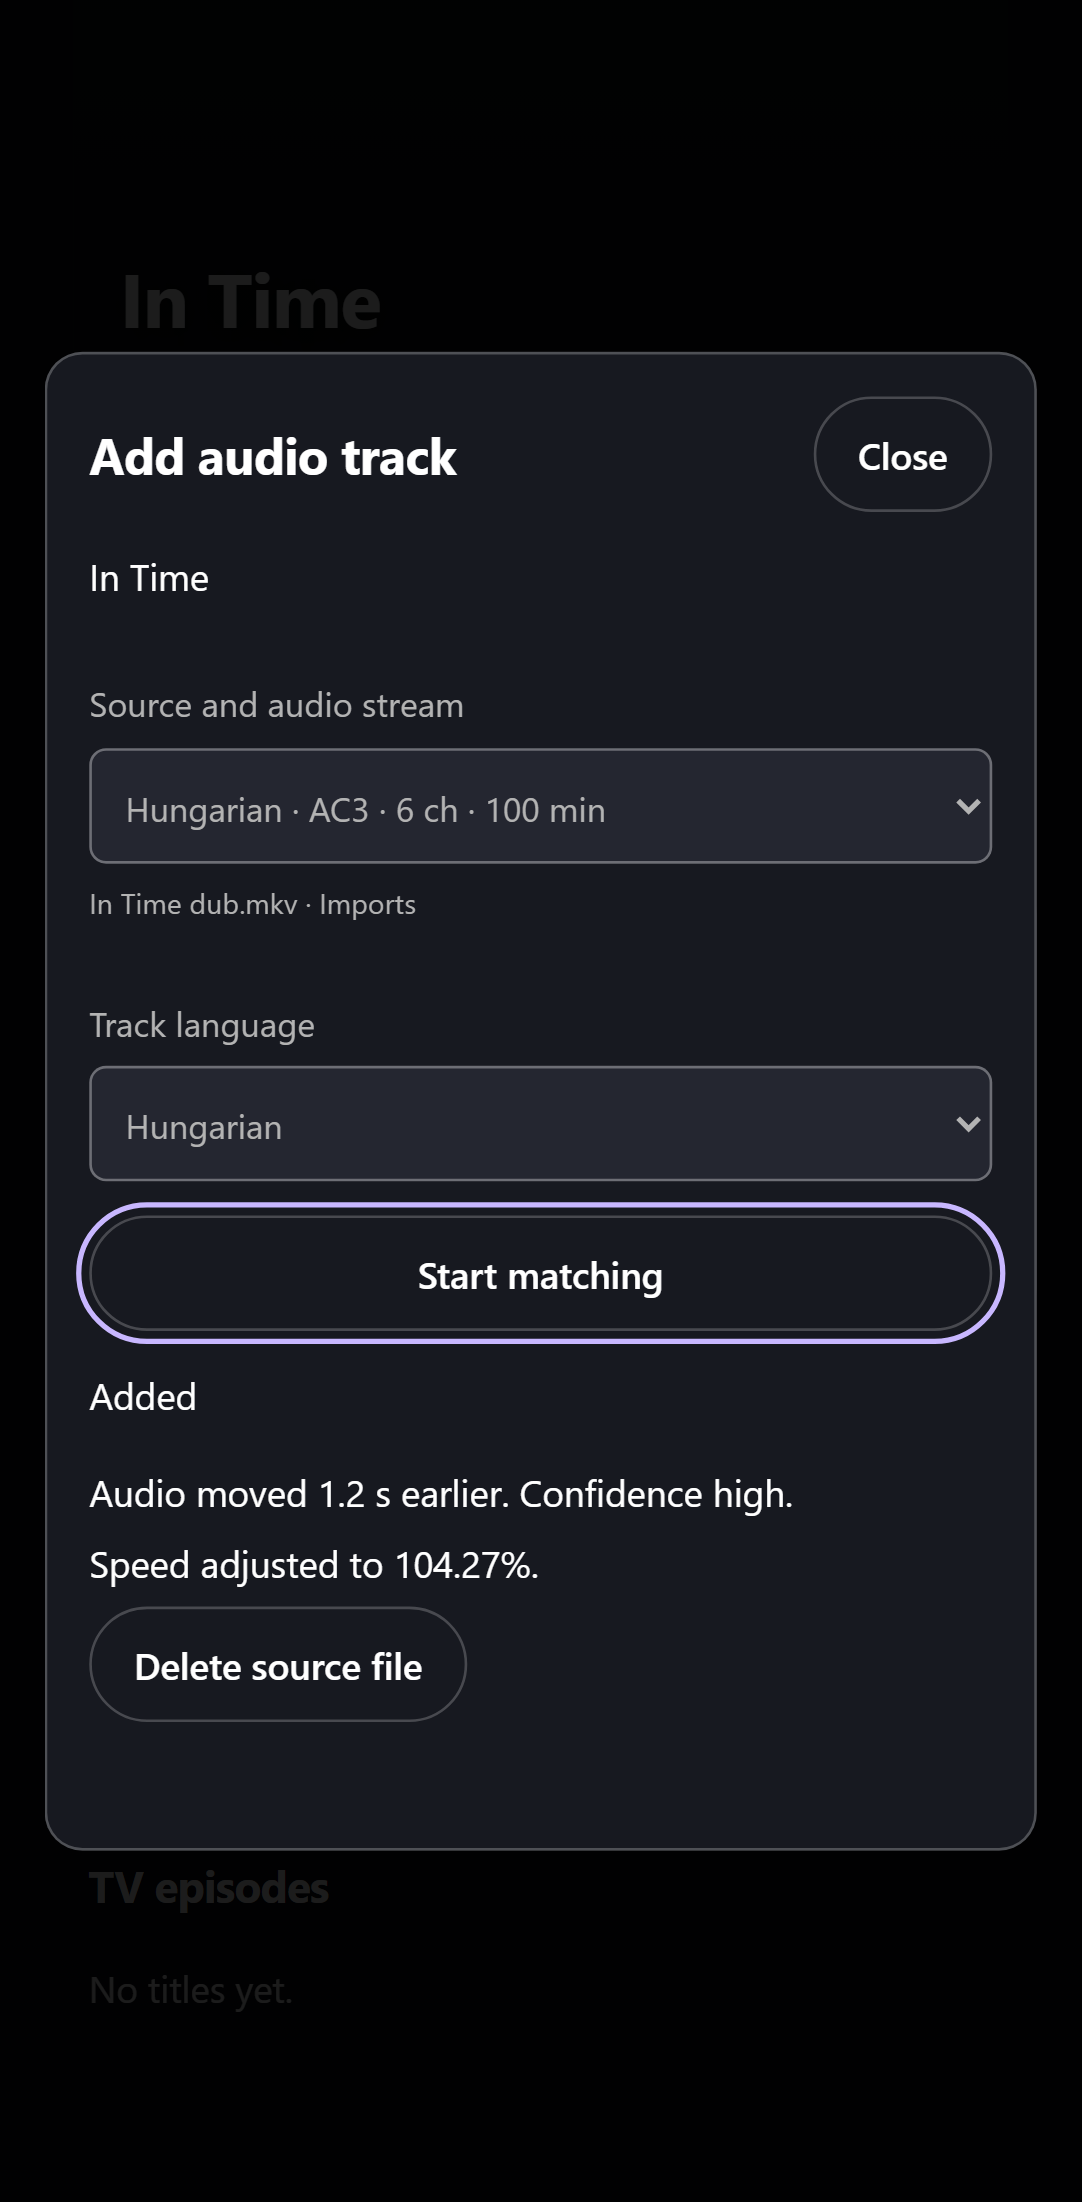 In Time
Add audio track
Close
In Time
Source and audio stream
Hungarian · AC3 · 6 ch · 100 min
In Time dub.mkv · Imports
Track language
Hungarian
Start matching
Added
Audio moved 1.2 s earlier. Confidence high.
Speed adjusted to 104.27%.
Delete source file
TV episodes
No titles yet.